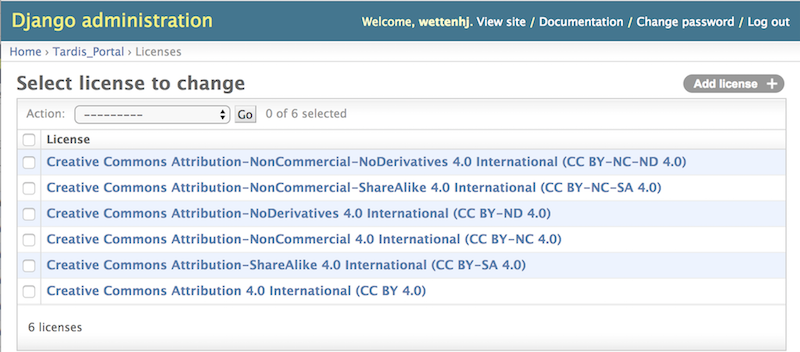 Django administration
Welcome, wettenhj. View site / Documentation / Change password / Log out
Home › Tardis_Portal › Licenses
Select license to change
Add license +
Action: --------- Go 0 of 6 selected
License
Creative Commons Attribution-NonCommercial-NoDerivatives 4.0 International (CC BY-NC-ND 4.0)
Creative Commons Attribution-NonCommercial-ShareAlike 4.0 International (CC BY-NC-SA 4.0)
Creative Commons Attribution-NoDerivatives 4.0 International (CC BY-ND 4.0)
Creative Commons Attribution-NonCommercial 4.0 International (CC BY-NC 4.0)
Creative Commons Attribution-ShareAlike 4.0 International (CC BY-SA 4.0)
Creative Commons Attribution 4.0 International (CC BY 4.0)
6 licenses